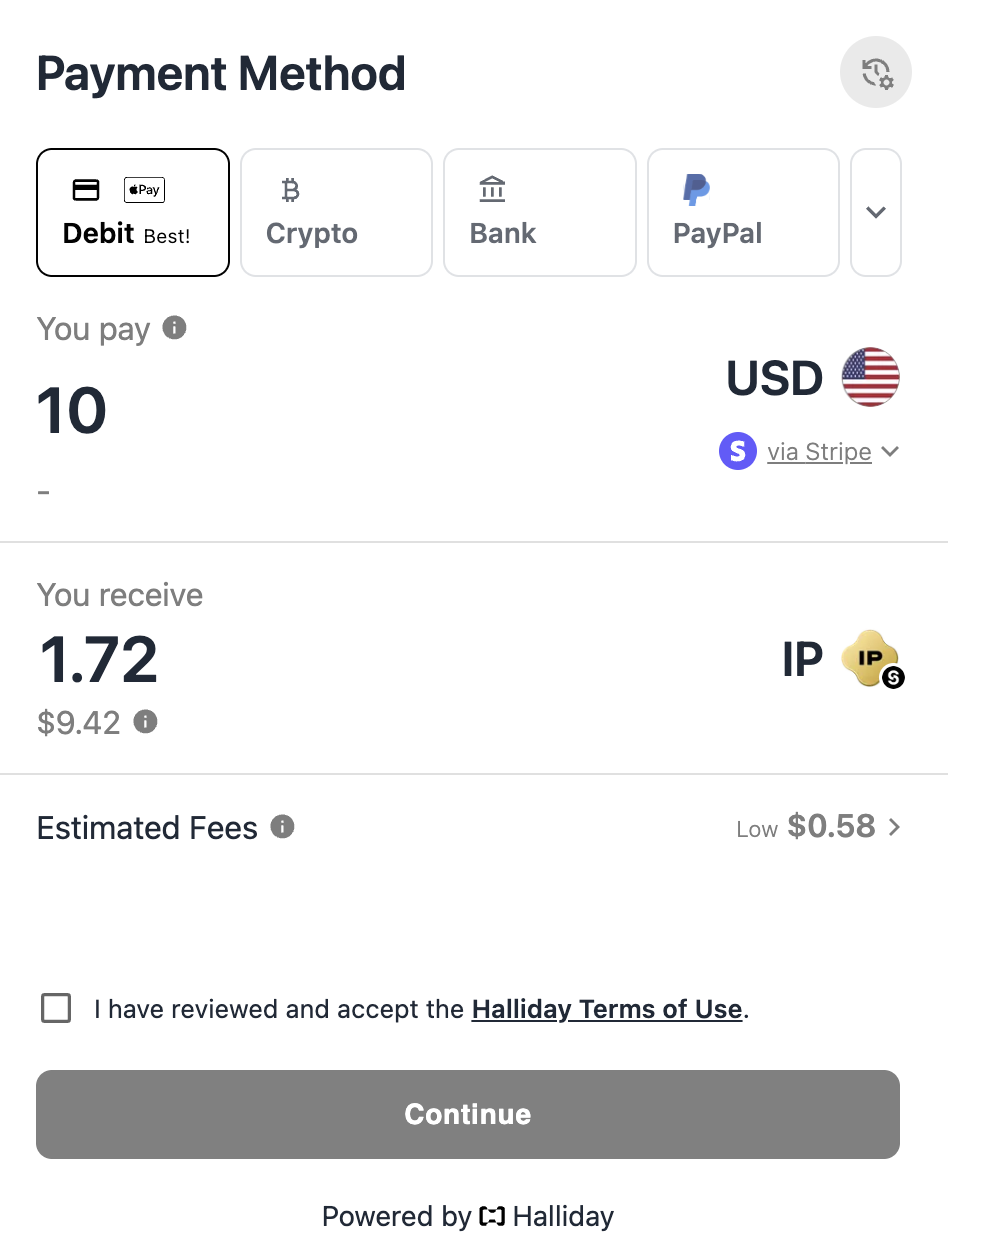 Payment Method
Pay
Debit Best!
Crypto
Bank
PayPal
You pay
10
USD
S via Stripe
-
You receive
1.72
IP
IP
S
$9.42
Estimated Fees
Low $0.58
I have reviewed and accept the Halliday Terms of Use.
Continue
Powered by Halliday